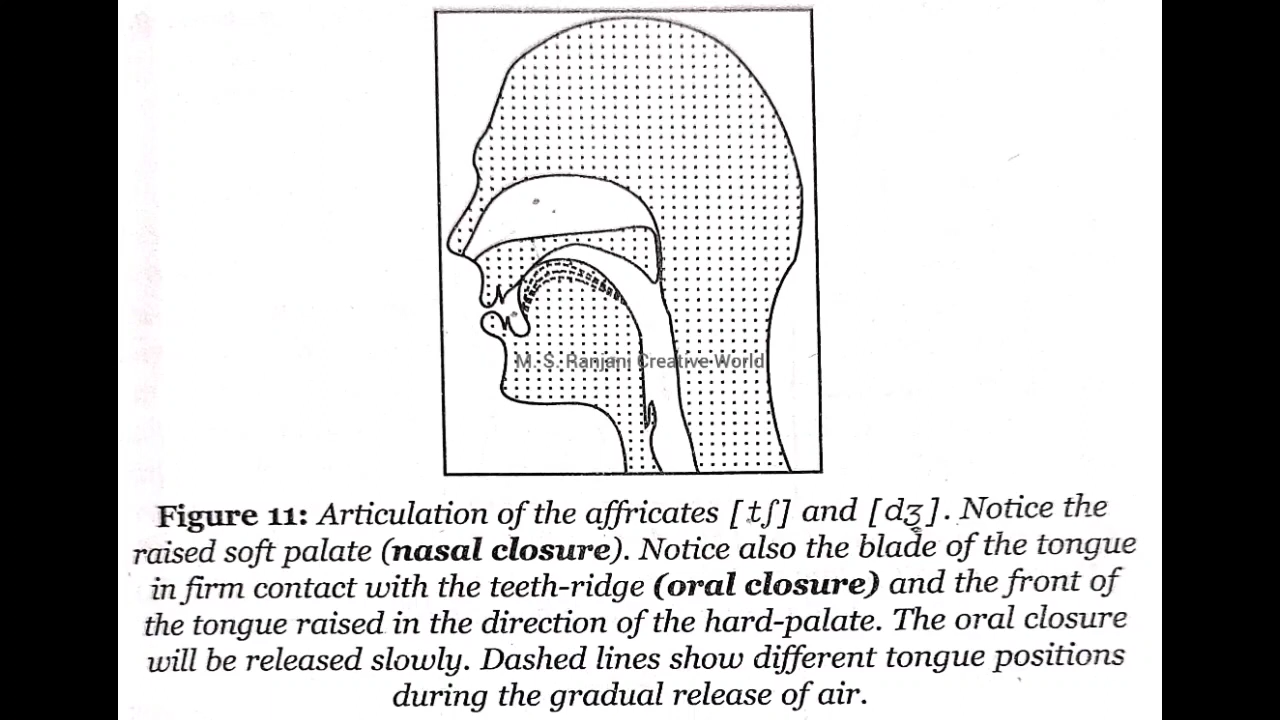 M. S. Ranjani Creative World
Figure 11: Articulation of the affricates [tʃ] and [dʒ]. Notice the
raised soft palate (nasal closure). Notice also the blade of the tongue
in firm contact with the teeth-ridge (oral closure) and the front of
the tongue raised in the direction of the hard-palate. The oral closure
will be released slowly. Dashed lines show different tongue positions
during the gradual release of air.